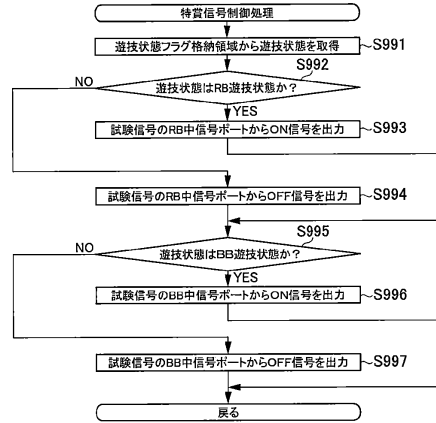 特賞信号制御処理
遊技状態フラグ格納領域から遊技状態を取得
S991
S992
遊技状態はRB遊技状態か？
NO
YES
試験信号のRB中信号ポートからON信号を出力
S993
試験信号のRB中信号ポートからOFF信号を出力
S994
S995
遊技状態はBB遊技状態か？
NO
YES
試験信号のBB中信号ポートからON信号を出力
S996
試験信号のBB中信号ポートからOFF信号を出力
S997
戻る